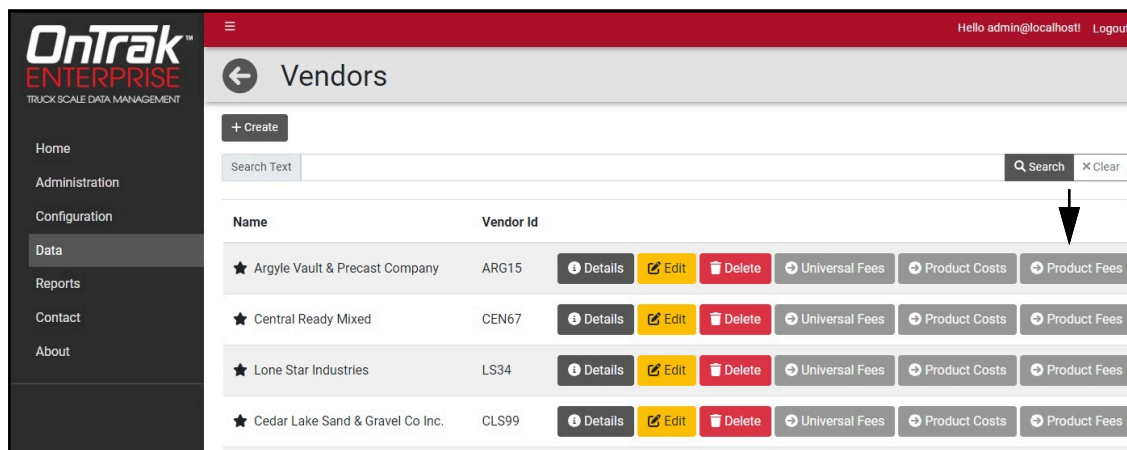 OnTrak™
ENTERPRISE
TRUCK SCALE DATA MANAGEMENT
Home
Administration
Configuration
Data
Reports
Contact
About
Hello admin@localhost! Logout
Vendors
+ Create
Search Text Search × Clear
Name Vendor Id
Argyle Vault & Precast Company ARG15 Details Edit Delete Universal Fees Product Costs Product Fees
Central Ready Mixed CEN67 Details Edit Delete Universal Fees Product Costs Product Fees
Lone Star Industries LS34 Details Edit Delete Universal Fees Product Costs Product Fees
Cedar Lake Sand & Gravel Co Inc. CLS99 Details Edit Delete Universal Fees Product Costs Product Fees